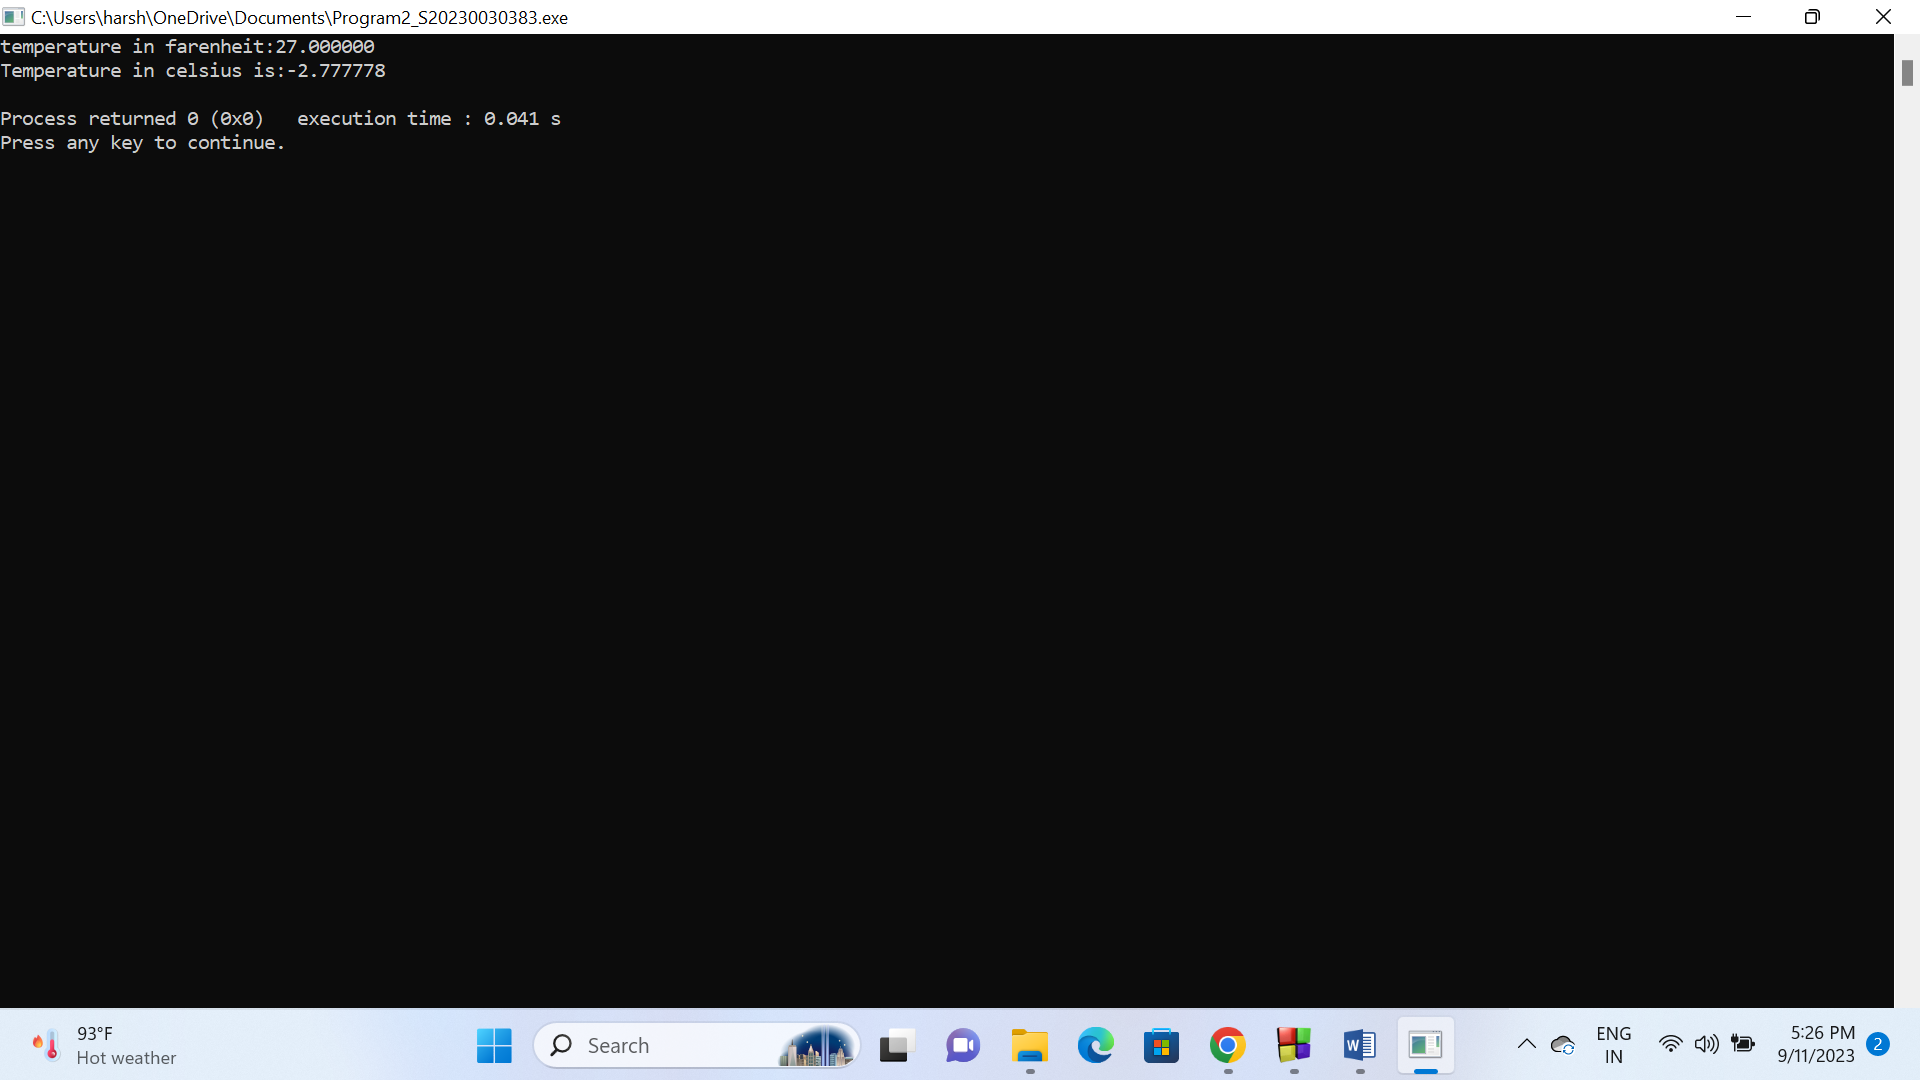 C:\Users\harsh\OneDrive\Documents\Program2_S20230030383.exe
temperature in farenheit:27.000000
Temperature in celsius is:-2.777778
Process returned 0 (0x0)   execution time : 0.041 s
Press any key to continue.
93°F
Hot weather
Search
W
ENG
IN
5:26 PM
9/11/2023
2